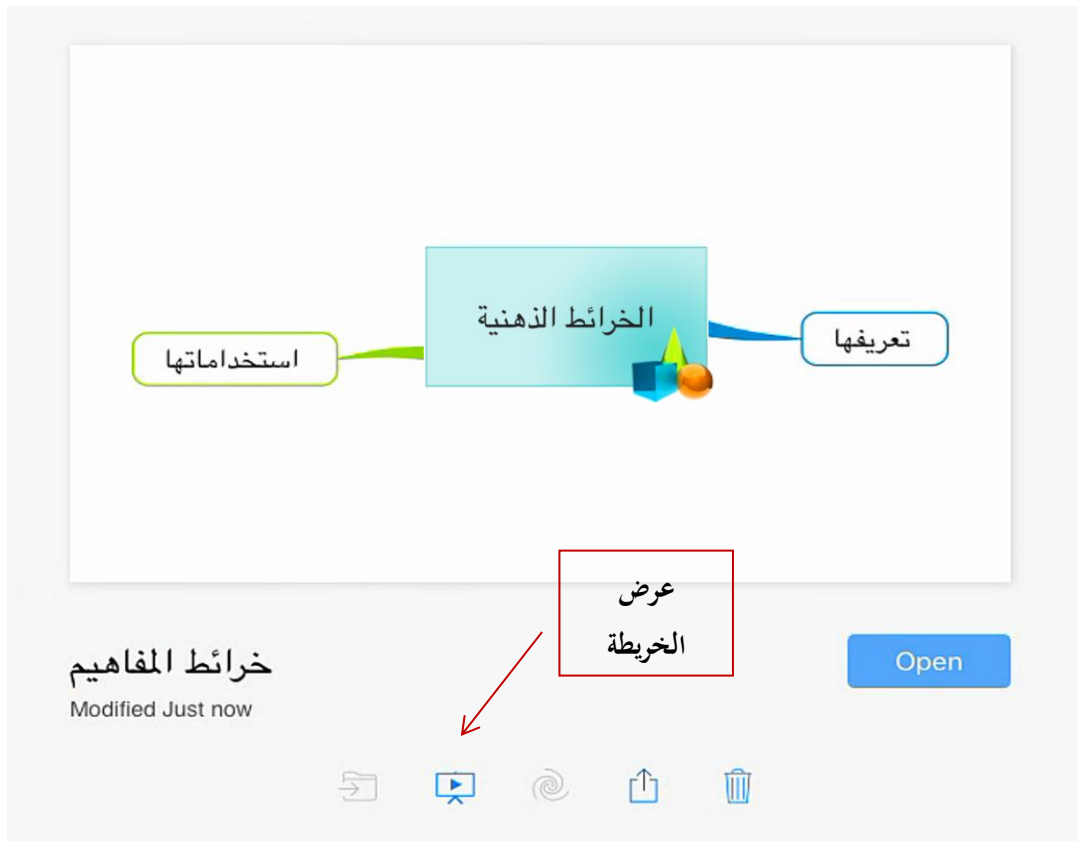 الخرائط الذهنية
تعريفها
استخداماتها
عرض
الخريطة
خرائط المفاهيم
Open
Modified Just now